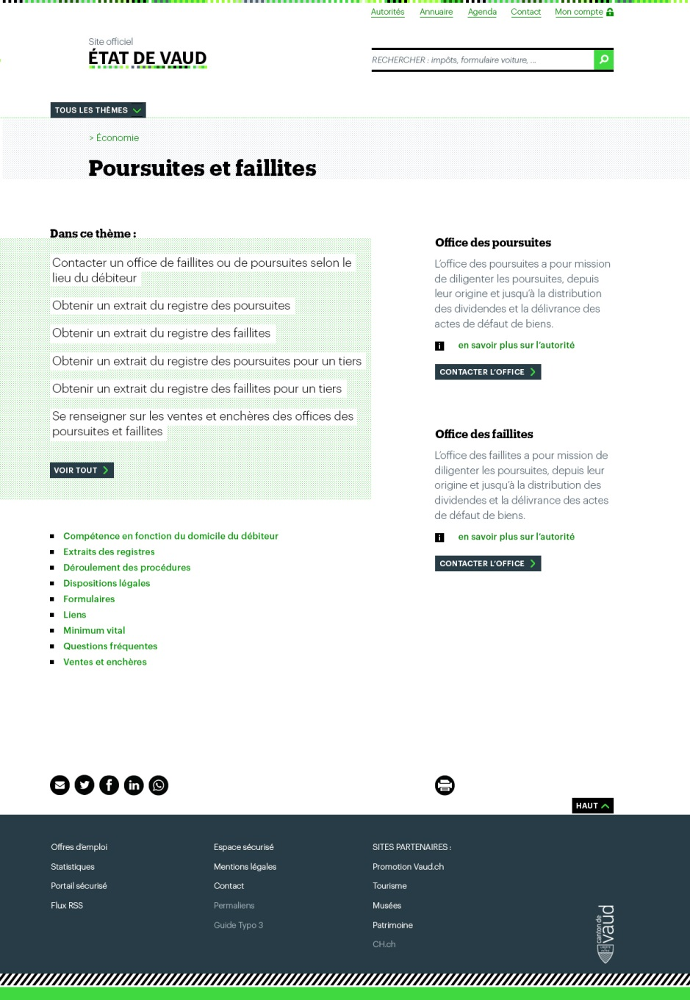 Autorités Annuaire Agenda Contact Mon compte
Site officiel
ÉTAT DE VAUD
RECHERCHER : impôts, formulaire voiture, ...
TOUS LES THÈMES
> Économie
Poursuites et faillites
Dans ce thème :
Contacter un office de faillites ou de poursuites selon le
lieu du débiteur
Obtenir un extrait du registre des poursuites
Obtenir un extrait du registre des faillites
Obtenir un extrait du registre des poursuites pour un tiers
Obtenir un extrait du registre des faillites pour un tiers
Se renseigner sur les ventes et enchères des offices des
poursuites et faillites
VOIR TOUT
Office des poursuites
L’office des poursuites a pour mission
de diligenter les poursuites, depuis
leur origine et jusqu’à la distribution
des dividendes et la délivrance des
actes de défaut de biens.
en savoir plus sur l’autorité
CONTACTER L’OFFICE
Office des faillites
L’office des faillites a pour mission de
diligenter les poursuites, depuis leur
origine et jusqu’à la distribution des
dividendes et la délivrance des actes
de défaut de biens.
en savoir plus sur l’autorité
CONTACTER L’OFFICE
Compétence en fonction du domicile du débiteur
Extraits des registres
Déroulement des procédures
Dispositions légales
Formulaires
Liens
Minimum vital
Questions fréquentes
Ventes et enchères
HAUT
Offres d’emploi
Statistiques
Portail sécurisé
Flux RSS
Espace sécurisé
Mentions légales
Contact
Permaliens
Guide Typo 3
SITES PARTENAIRES :
Promotion Vaud.ch
Tourisme
Musées
Patrimoine
CH.ch
canton de
vaud